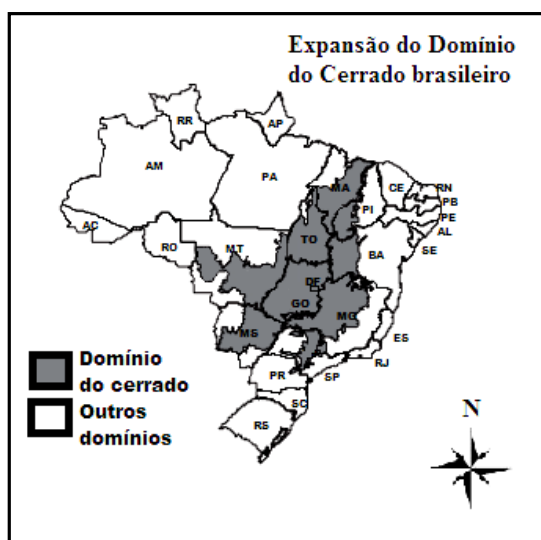 Expansão do Domínio
do Cerrado brasileiro
RR
AP
AM
PA
MA
CE
RN
PB
PI
PE
AL
AC
TO
SE
RO
MT
BA
DF
GO
MG
ES
MS
RJ
SP
PR
SC
RS
Domínio
do cerrado
Outros
domínios
N